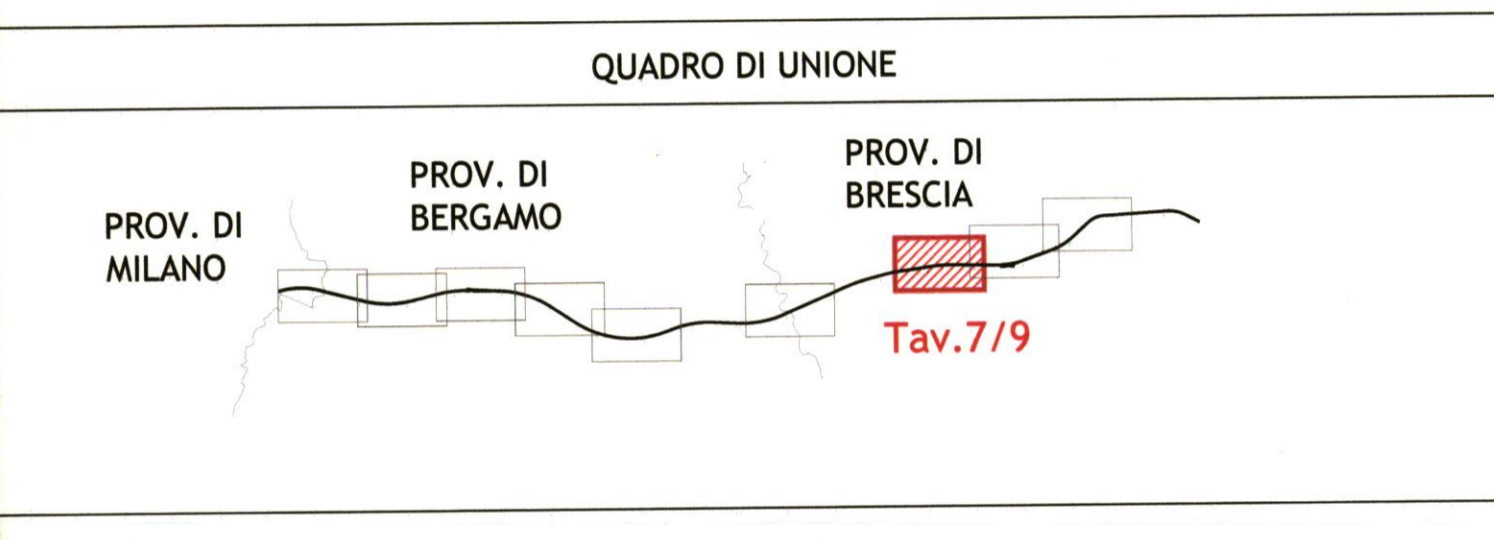 QUADRO DI UNIONE
PROV. DI
MILANO
PROV. DI
BERGAMO
PROV. DI
BRESCIA
Tav.7/9